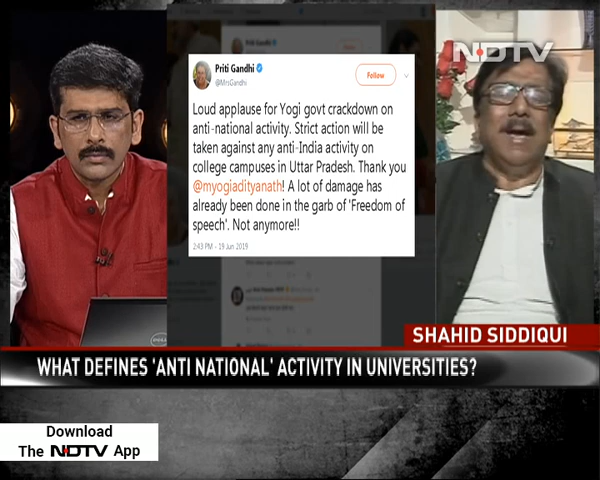 NDTV
Priti Gandhi
@MrsGandhi
Follow
Loud applause for Yogi govt crackdown on
anti-national activity. Strict action will be
taken against any anti-India activity on
college campuses in Uttar Pradesh. Thank you
@myogiadityanath! A lot of damage has
already been done in the garb of 'Freedom of
speech'. Not anymore!!
2:43 PM - 19 Jun 2019
SHAHID SIDDIQUI
WHAT DEFINES 'ANTI NATIONAL' ACTIVITY IN UNIVERSITIES?
Download
The NDTV App